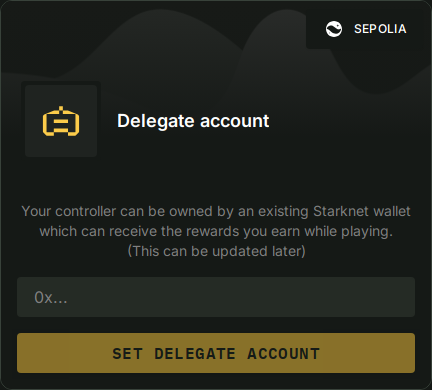 SEPOLIA
Delegate account
Your controller can be owned by an existing Starknet wallet
which can receive the rewards you earn while playing.
(This can be updated later)
0x...
SET DELEGATE ACCOUNT